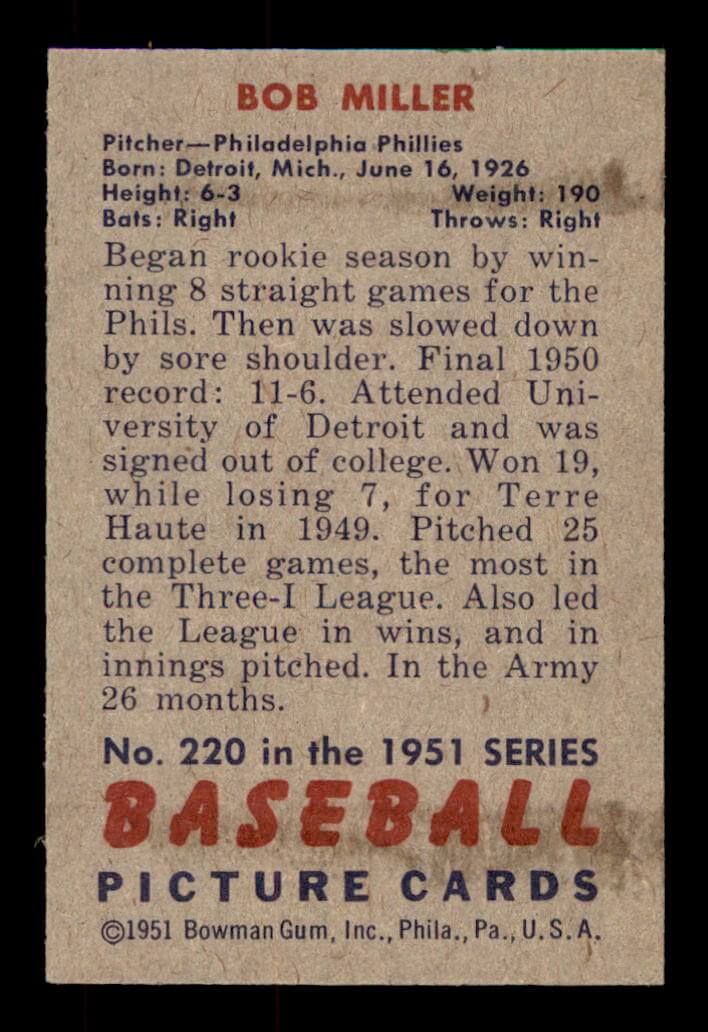 BOB MILLER
Pitcher—Philadelphia Phillies
Born: Detroit, Mich., June 16, 1926
Height: 6-3 Weight: 190
Bats: Right Throws: Right
Began rookie season by win-
ning 8 straight games for the
Phils. Then was slowed down
by sore shoulder. Final 1950
record: 11-6. Attended Uni-
versity of Detroit and was
signed out of college. Won 19,
while losing 7, for Terre
Haute in 1949. Pitched 25
complete games, the most in
the Three-I League. Also led
the League in wins, and in
innings pitched. In the Army
26 months.
No. 220 in the 1951 SERIES
BASEBALL
PICTURE CARDS
©1951 Bowman Gum, Inc., Phila., Pa., U.S.A.